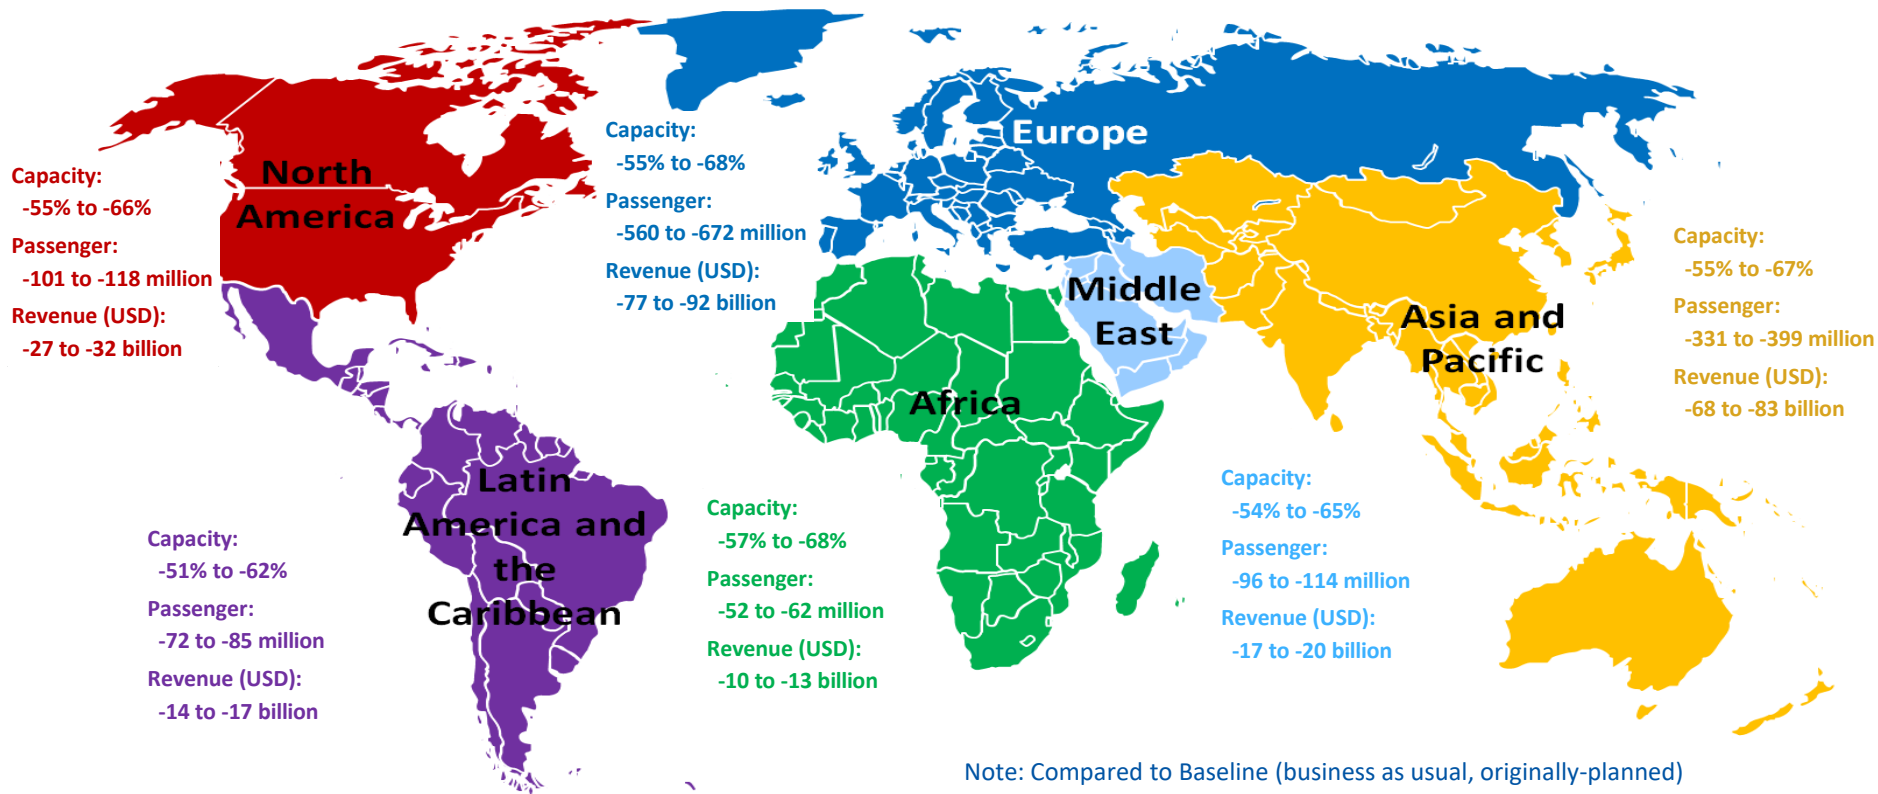 North
America
Capacity:
-55% to -66%
Passenger:
-101 to -118 million
Revenue (USD):
-27 to -32 billion
Europe
Capacity:
-55% to -68%
Passenger:
-560 to -672 million
Revenue (USD):
-77 to -92 billion
Asia and
Pacific
Capacity:
-55% to -67%
Passenger:
-331 to -399 million
Revenue (USD):
-68 to -83 billion
Middle
East
Capacity:
-54% to -65%
Passenger:
-96 to -114 million
Revenue (USD):
-17 to -20 billion
Africa
Capacity:
-57% to -68%
Passenger:
-52 to -62 million
Revenue (USD):
-10 to -13 billion
Latin
America and
the
Caribbean
Capacity:
-51% to -62%
Passenger:
-72 to -85 million
Revenue (USD):
-14 to -17 billion
Note: Compared to Baseline (business as usual, originally-planned)